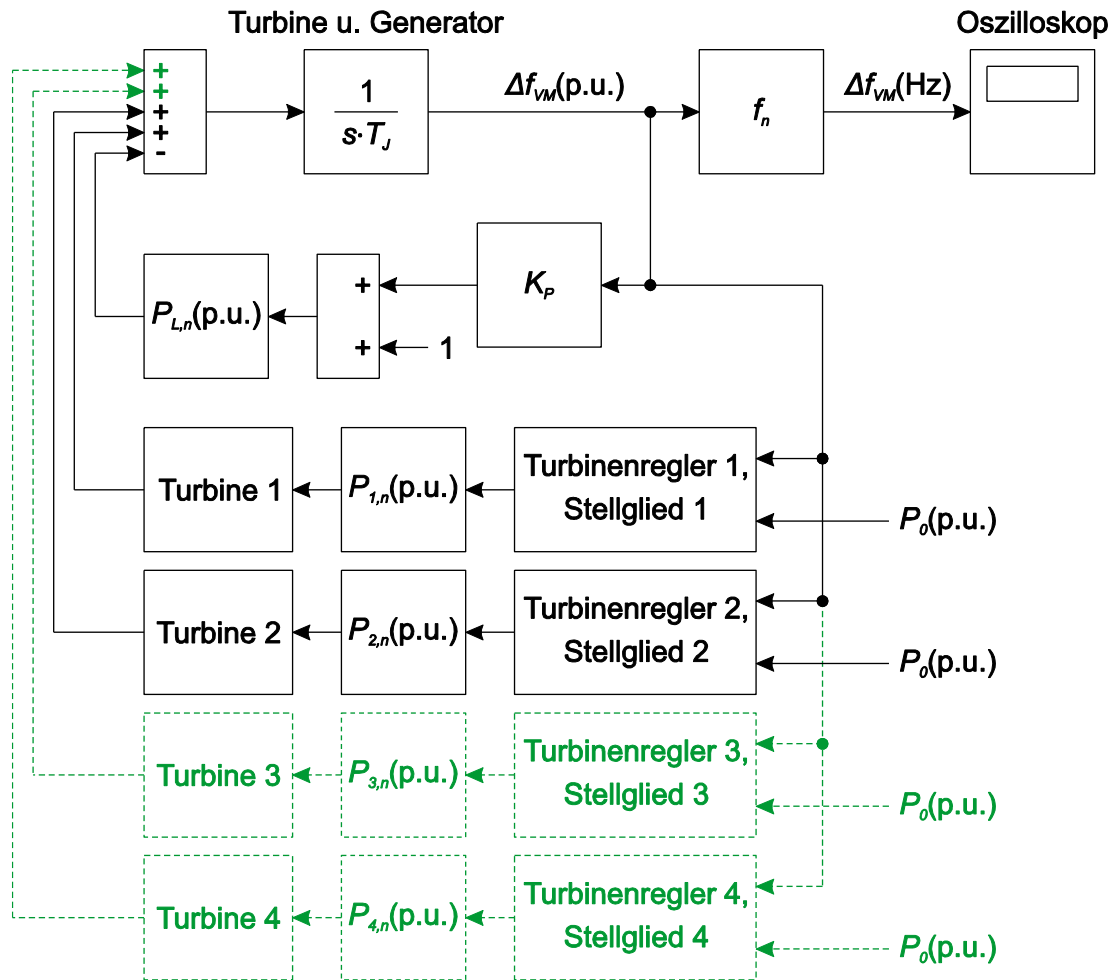 Turbine u. Generator
Oszilloskop
+
+
+
+
-
1
s·T_J
Δf_VM(p.u.)
f_n
Δf_VM(Hz)
P_L,n(p.u.)
+
+
1
K_P
Turbine 1
P_1,n(p.u.)
Turbinenregler 1,
Stellglied 1
P_0(p.u.)
Turbine 2
P_2,n(p.u.)
Turbinenregler 2,
Stellglied 2
P_0(p.u.)
Turbine 3
P_3,n(p.u.)
Turbinenregler 3,
Stellglied 3
P_0(p.u.)
Turbine 4
P_4,n(p.u.)
Turbinenregler 4,
Stellglied 4
P_0(p.u.)